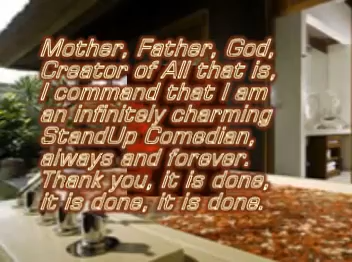 Mother, Father, God,
Creator of All that is,
I command that I am
an infinitely charming
StandUp Comedian,
always and forever.
Thank you, it is done,
it is done, it is done.